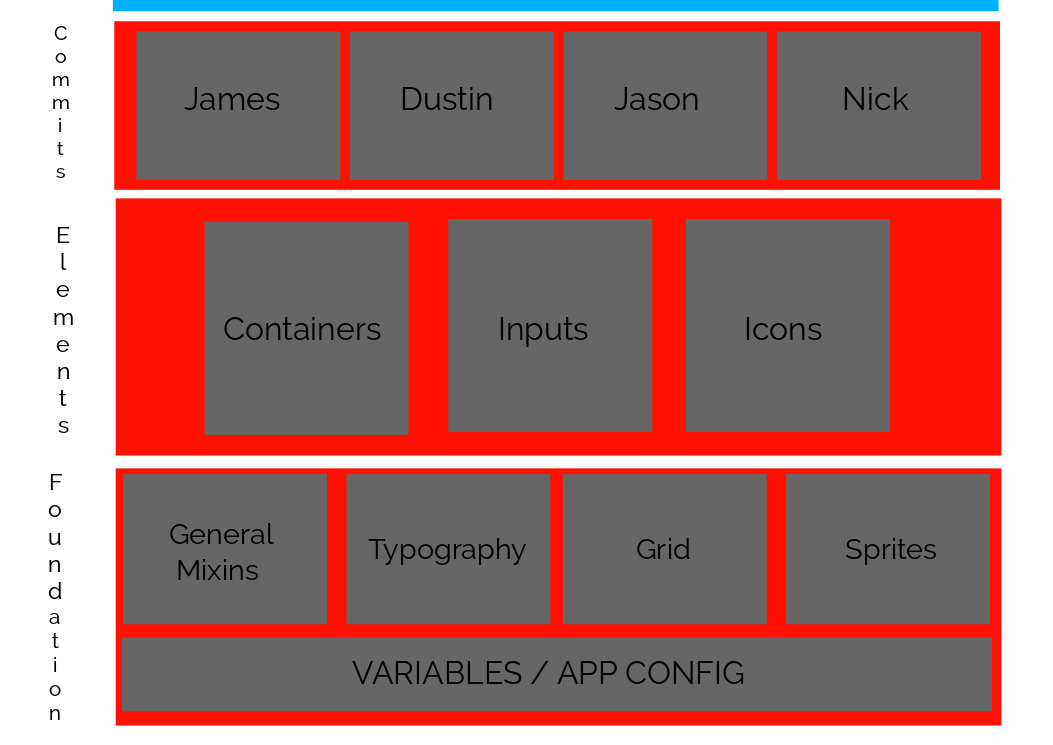 Commits
James
Dustin
Jason
Nick
Elements
Containers
Inputs
Icons
Foundation
General
Mixins
Typography
Grid
Sprites
VARIABLES / APP CONFIG